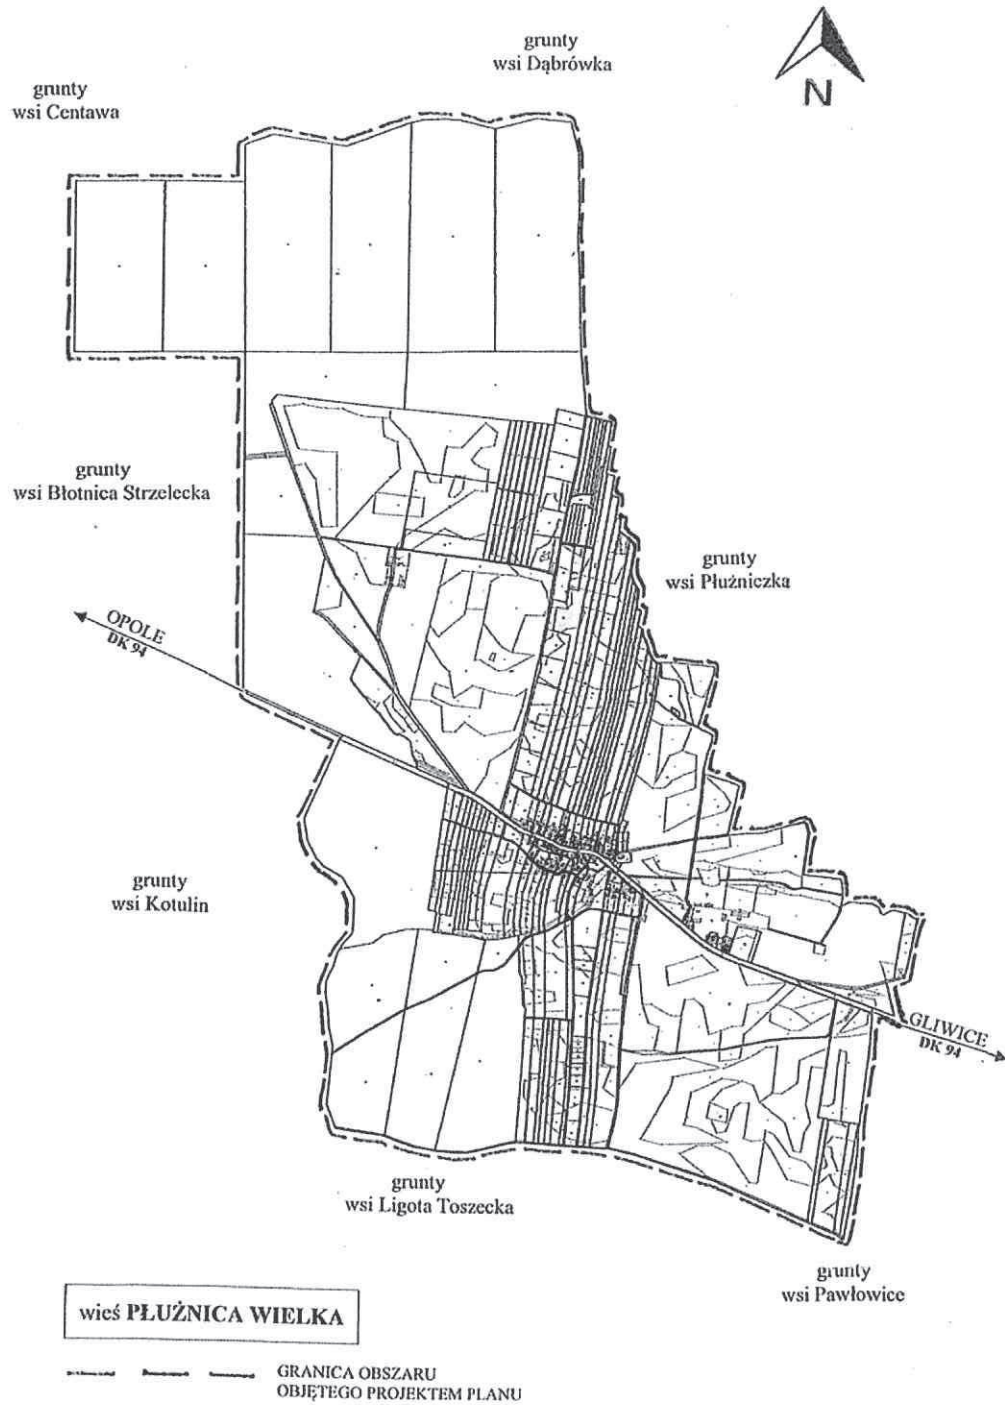 grunty
wsi Dąbrówka
grunty
wsi Centawa
N
grunty
wsi Błotnica Strzelecka
grunty
wsi Płużniczka
OPOLE
DK 94
grunty
wsi Kotulin
GLIWICE
DK 94
grunty
wsi Ligota Toszecka
grunty
wsi Pawłowice
wieś PŁUŻNICA WIELKA
GRANICA OBSZARU
OBJĘTEGO PROJEKTEM PLANU